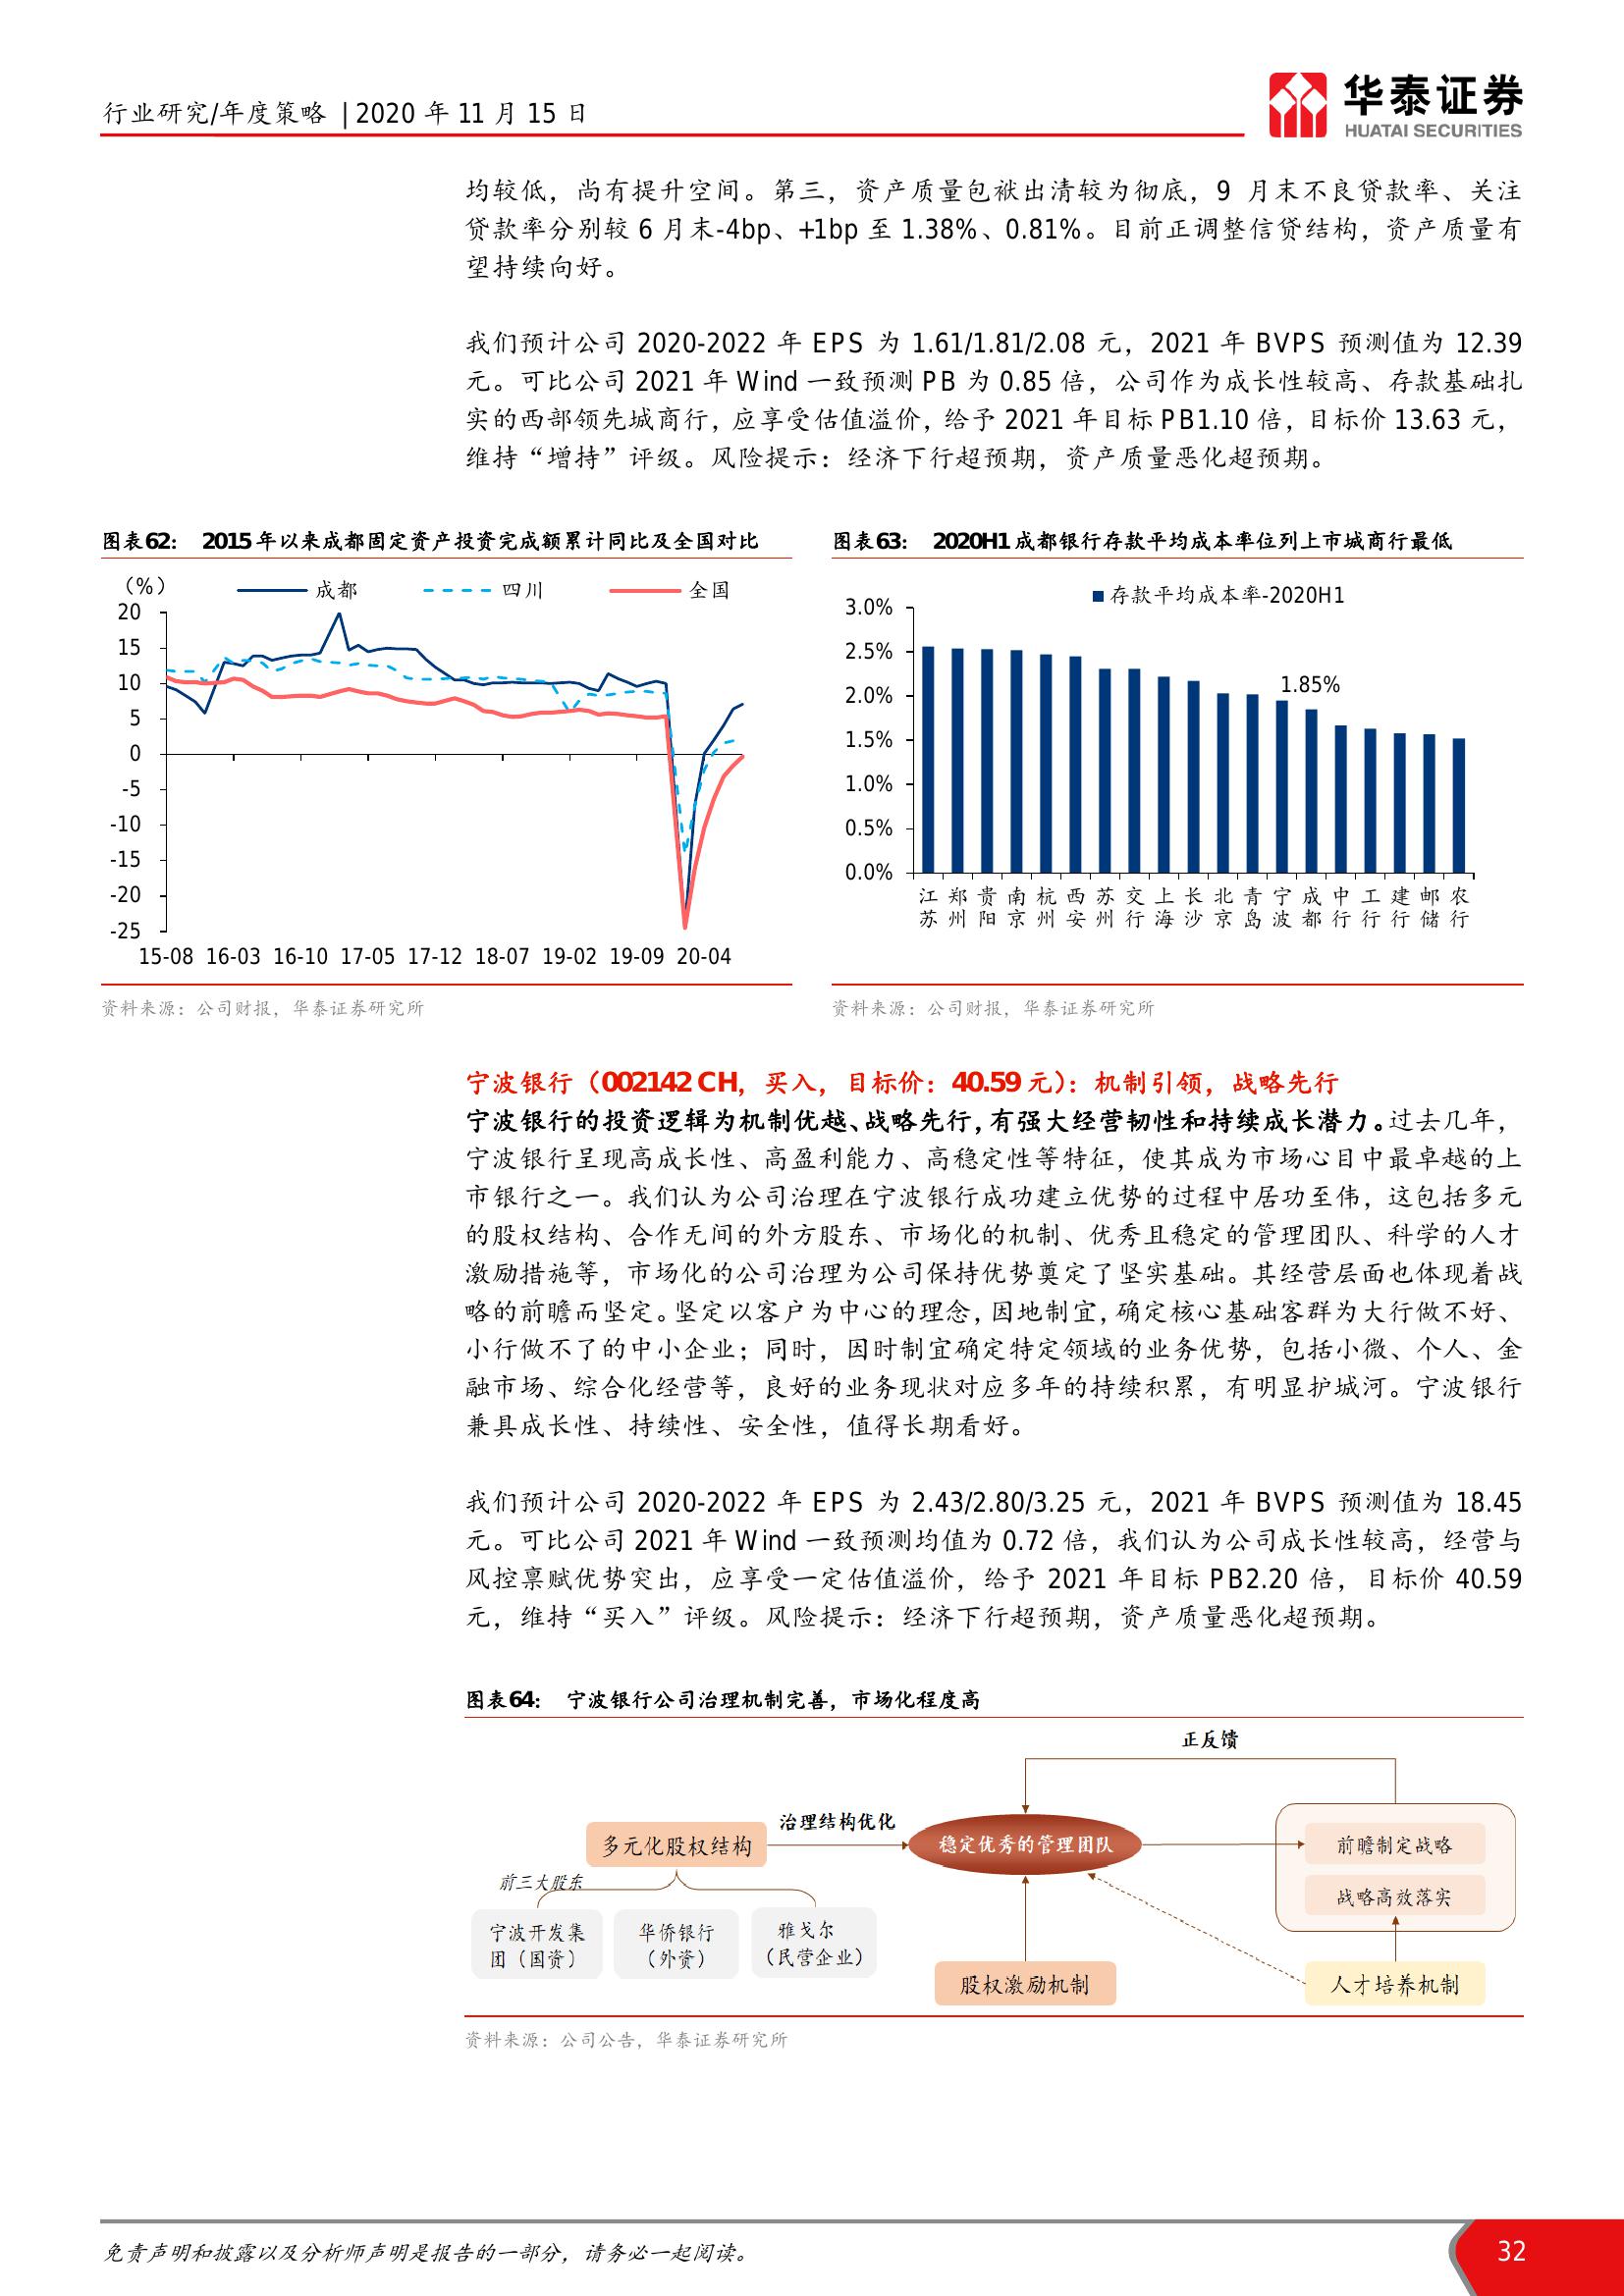 行业研究/年度策略 | 2020 年 11 月 15 日
华泰证券
HUATAI SECURITIES
均较低，尚有提升空间。第三，资产质量包袱出清较为彻底，9 月末不良贷款率、关注
贷款率分别较 6 月末-4bp、+1bp 至 1.38%、0.81%。目前正调整信贷结构，资产质量有
望持续向好。
我们预计公司 2020-2022 年 EPS 为 1.61/1.81/2.08 元，2021 年 BVPS 预测值为 12.39
元。可比公司 2021 年 Wind 一致预测 PB 为 0.85 倍，公司作为成长性较高、存款基础扎
实的西部领先城商行，应享受估值溢价，给予 2021 年目标 PB1.10 倍，目标价 13.63 元，
维持“增持”评级。风险提示：经济下行超预期，资产质量恶化超预期。
图表62： 2015 年以来成都固定资产投资完成额累计同比及全国对比
（%）
成都 四川 全国
20
15
10
5
0
-5
-10
-15
-20
-25
15-08 16-03 16-10 17-05 17-12 18-07 19-02 19-09 20-04
资料来源：公司财报，华泰证券研究所
图表63： 2020H1 成都银行存款平均成本率位列上市城商行最低
存款平均成本率-2020H1
3.0%
2.5%
2.0%
1.5%
1.0%
0.5%
0.0%
1.85%
江苏 郑州 贵阳 南京 杭州 西安 苏州 交行 上海 长沙 北京 青岛 宁波 成都 中行 工行 建行 邮储 农行
资料来源：公司财报，华泰证券研究所
宁波银行（002142 CH，买入，目标价：40.59 元）：机制引领，战略先行
宁波银行的投资逻辑为机制优越、战略先行，有强大经营韧性和持续成长潜力。过去几年，
宁波银行呈现高成长性、高盈利能力、高稳定性等特征，使其成为市场心目中最卓越的上
市银行之一。我们认为公司治理在宁波银行成功建立优势的过程中居功至伟，这包括多元
的股权结构、合作无间的外方股东、市场化的机制、优秀且稳定的管理团队、科学的人才
激励措施等，市场化的公司治理为公司保持优势奠定了坚实基础。其经营层面也体现着战
略的前瞻而坚定。坚定以客户为中心的理念，因地制宜，确定核心基础客群为大行做不好、
小行做不了的中小企业；同时，因时制宜确定特定领域的业务优势，包括小微、个人、金
融市场、综合化经营等，良好的业务现状对应多年的持续积累，有明显护城河。宁波银行
兼具成长性、持续性、安全性，值得长期看好。
我们预计公司 2020-2022 年 EPS 为 2.43/2.80/3.25 元，2021 年 BVPS 预测值为 18.45
元。可比公司 2021 年 Wind 一致预测均值为 0.72 倍，我们认为公司成长性较高，经营与
风控禀赋优势突出，应享受一定估值溢价，给予 2021 年目标 PB2.20 倍，目标价 40.59
元，维持“买入”评级。风险提示：经济下行超预期，资产质量恶化超预期。
图表64： 宁波银行公司治理机制完善，市场化程度高
正反馈
治理结构优化
多元化股权结构
稳定优秀的管理团队
前瞻制定战略
战略高效落实
前三大股东
宁波开发集
团（国资）
华侨银行
（外资）
雅戈尔
（民营企业）
股权激励机制
人才培养机制
资料来源：公司公告，华泰证券研究所
免责声明和披露以及分析师声明是报告的一部分，请务必一起阅读。
32